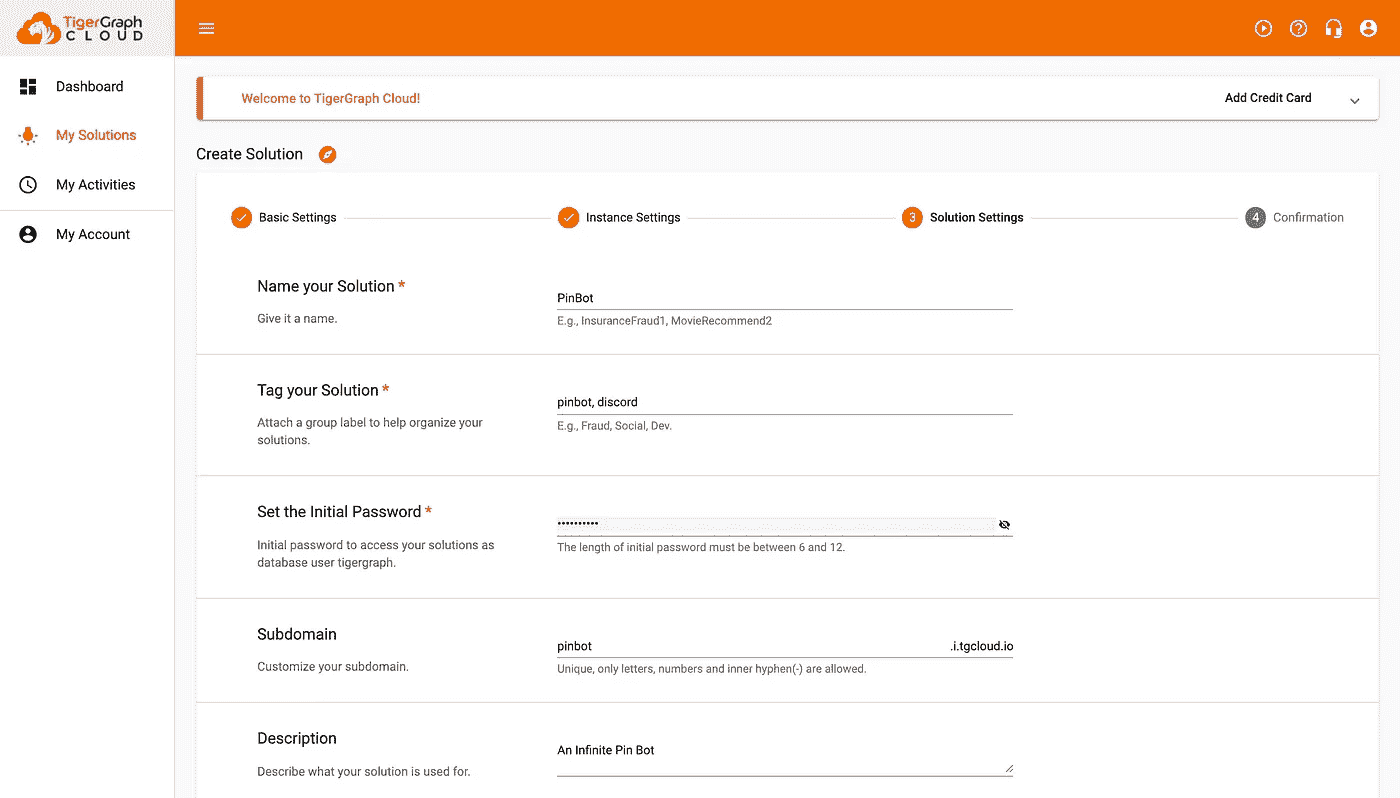 TigerGraph
CLOUD
Dashboard
My Solutions
My Activities
My Account
Welcome to TigerGraph Cloud!
Add Credit Card
Create Solution
Basic Settings
Instance Settings
3 Solution Settings
4 Confirmation
Name your Solution *
Give it a name.
PinBot
E.g., InsuranceFraud1, MovieRecommend2
Tag your Solution *
Attach a group label to help organize your
solutions.
pinbot, discord
E.g., Fraud, Social, Dev.
Set the Initial Password *
Initial password to access your solutions as
database user tigergraph.
••••••••••
The length of initial password must be between 6 and 12.
Subdomain
Customize your subdomain.
pinbot .i.tgcloud.io
Unique, only letters, numbers and inner hyphen(-) are allowed.
Description
Describe what your solution is used for.
An Infinite Pin Bot